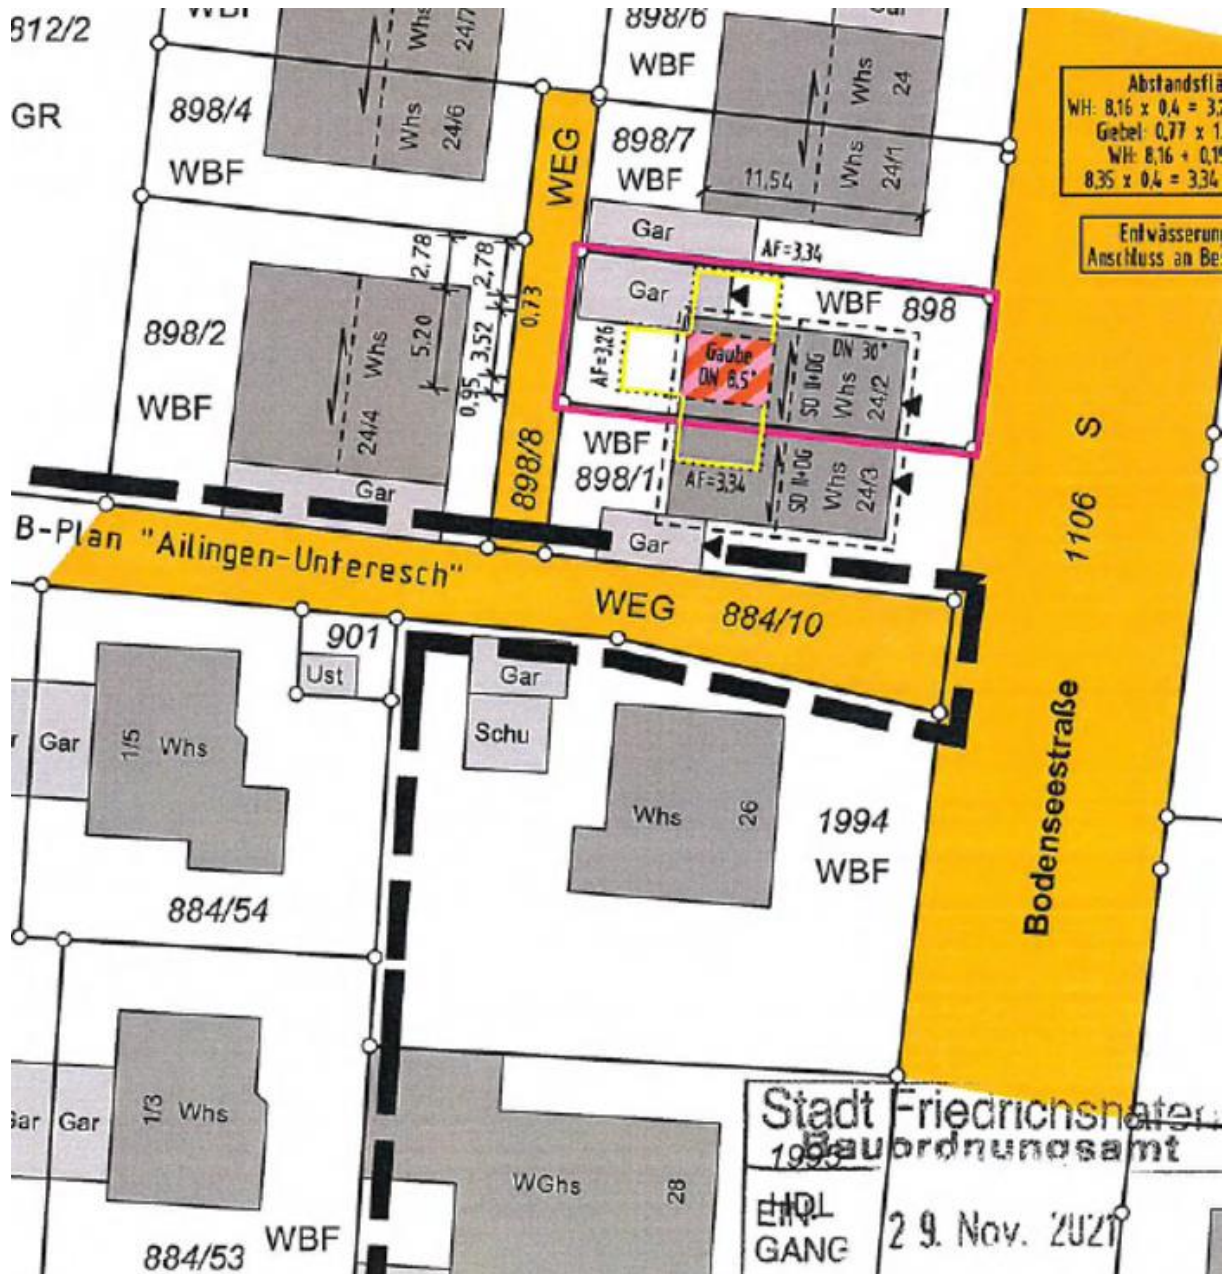 812/2
WBF
Whs
24/7
898/6
WBF
Gar
GR
898/4
WBF
Whs
24/6
WEG
898/7
WBF
Whs
24
Whs
24/1
11,54
Abstandsflä
WH: 8,16 x 0,4 = 3,2
Giebel: 0,77 x 1
WH: 8,16 + 0,19
8,35 x 0,4 = 3,34
Entwässerun
Anschluss an Be
Gar
AF=3,34
Gar
WBF 898
898/2
WBF
Whs
24/4
2,78
2,78
0,73
5,20
3,52
0,95
AF=3,26
Gaube
DN 8.5°
SD II+DG
DN 30°
Whs
24/2
WBF
898/1
AF=3,34
SD II+DG
Whs
24/3
898/8
Gar
Gar
S
1106
B-Plan "Ailingen-Unteresch"
WEG 884/10
901
Ust
Gar
Schu
Gar
1/5
Whs
Whs
26
1994
WBF
Bodenseestraße
884/54
Gar
Gar
1/3
Whs
WGhs
28
884/53
WBF
Stadt Friedrichshafen
Bauordnungsamt
1995
HDL
EIN-
GANG
29. Nov. 2021